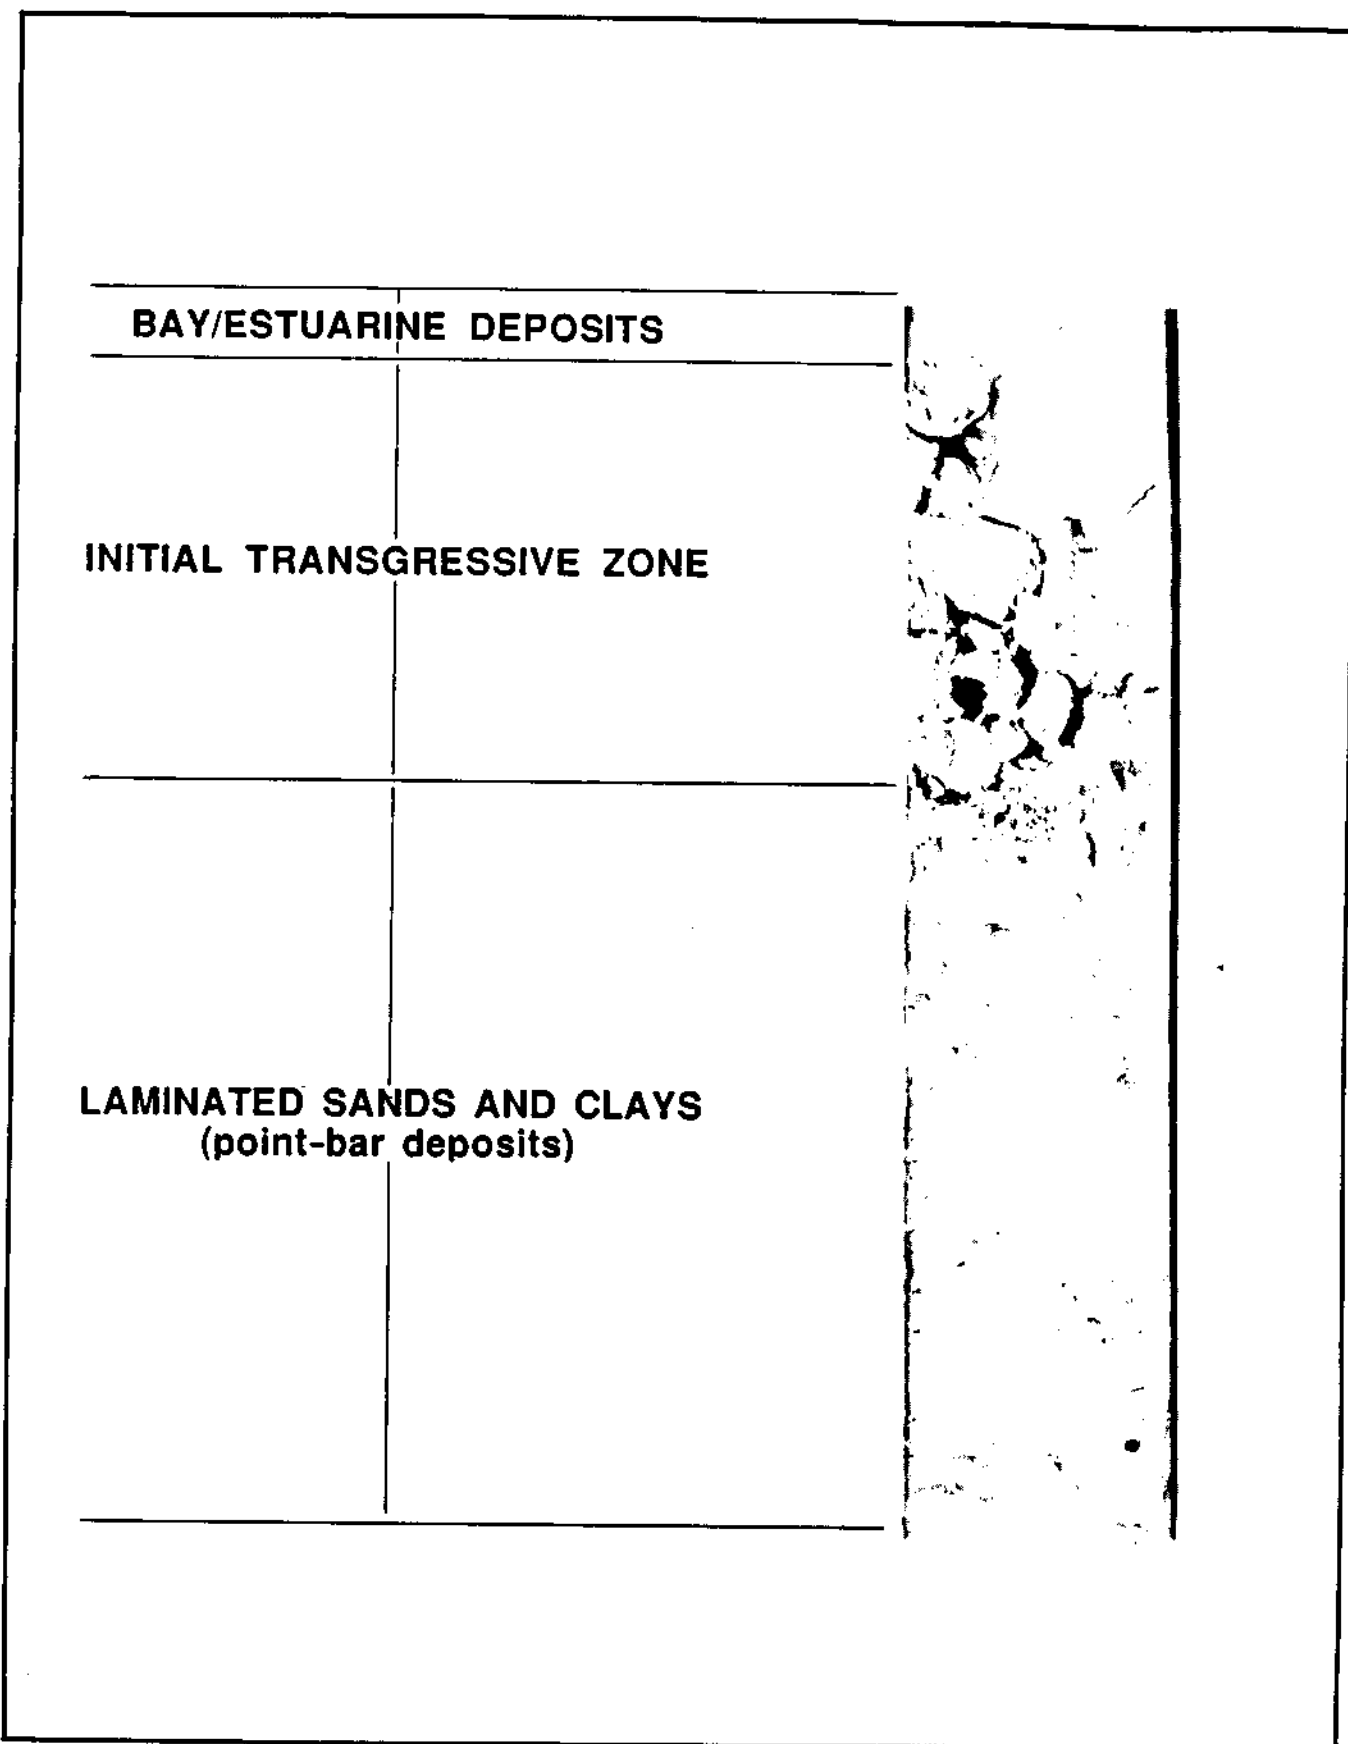 BAY/ESTUARINE DEPOSITS
INITIAL TRANSGRESSIVE ZONE
LAMINATED SANDS AND CLAYS
(point-bar deposits)